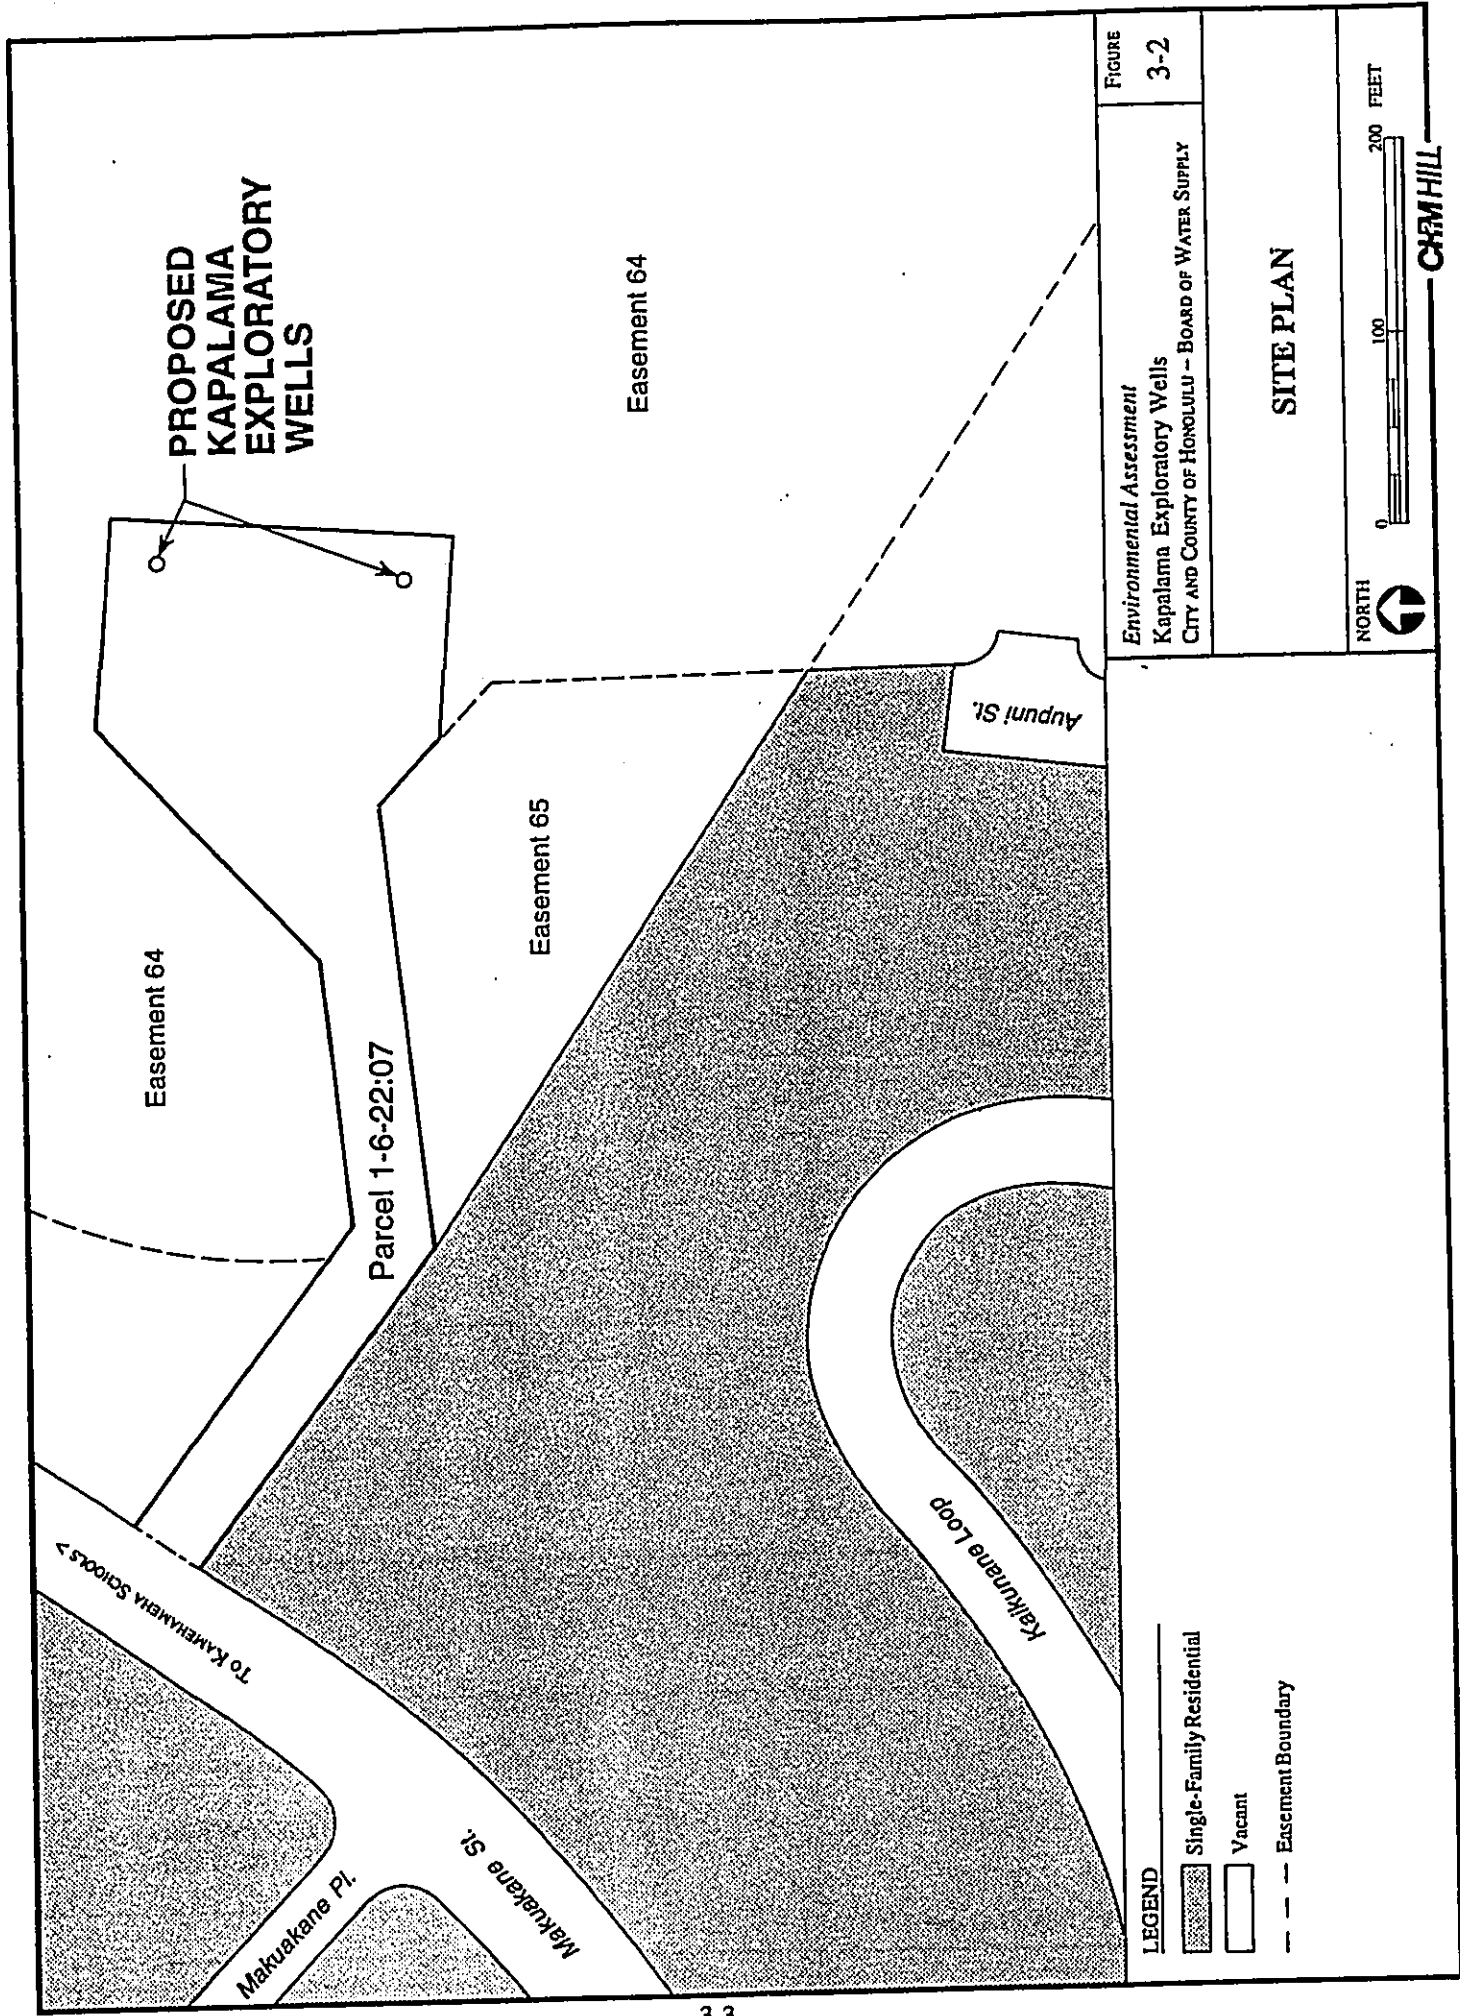 PROPOSED
KAPALAMA
EXPLORATORY
WELLS
Easement 64
Easement 64
Easement 65
Parcel 1-6-22:07
To KAMEHAMEHA SCHOOLS >
Makuakane Pl.
Makuakane St.
Kaikunane Loop
Aupuni St.
LEGEND
Single-Family Residential
Vacant
Easement Boundary
Environmental Assessment
Kapalama Exploratory Wells
CITY AND COUNTY OF HONOLULU – BOARD OF WATER SUPPLY
FIGURE
3-2
SITE PLAN
NORTH
0 100 200 FEET
CH2M HILL
3-3